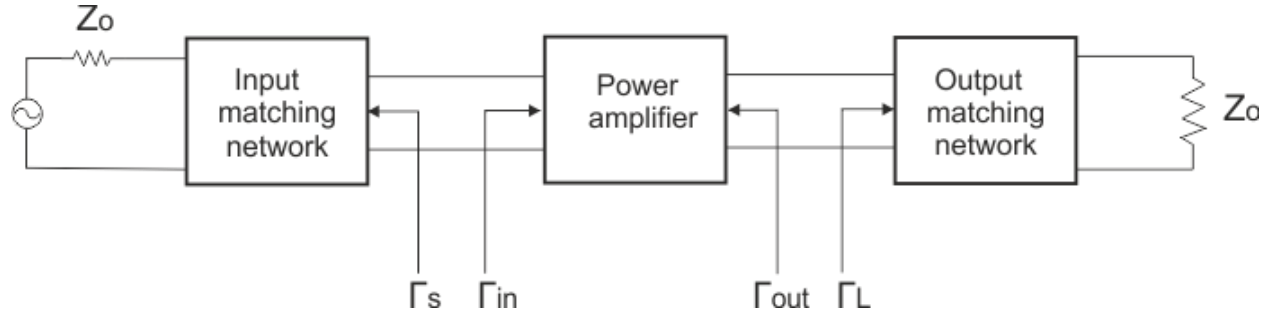 Zo
Input
matching
network
Power
amplifier
Output
matching
network
Zo
Γs
Γin
Γout
ΓL